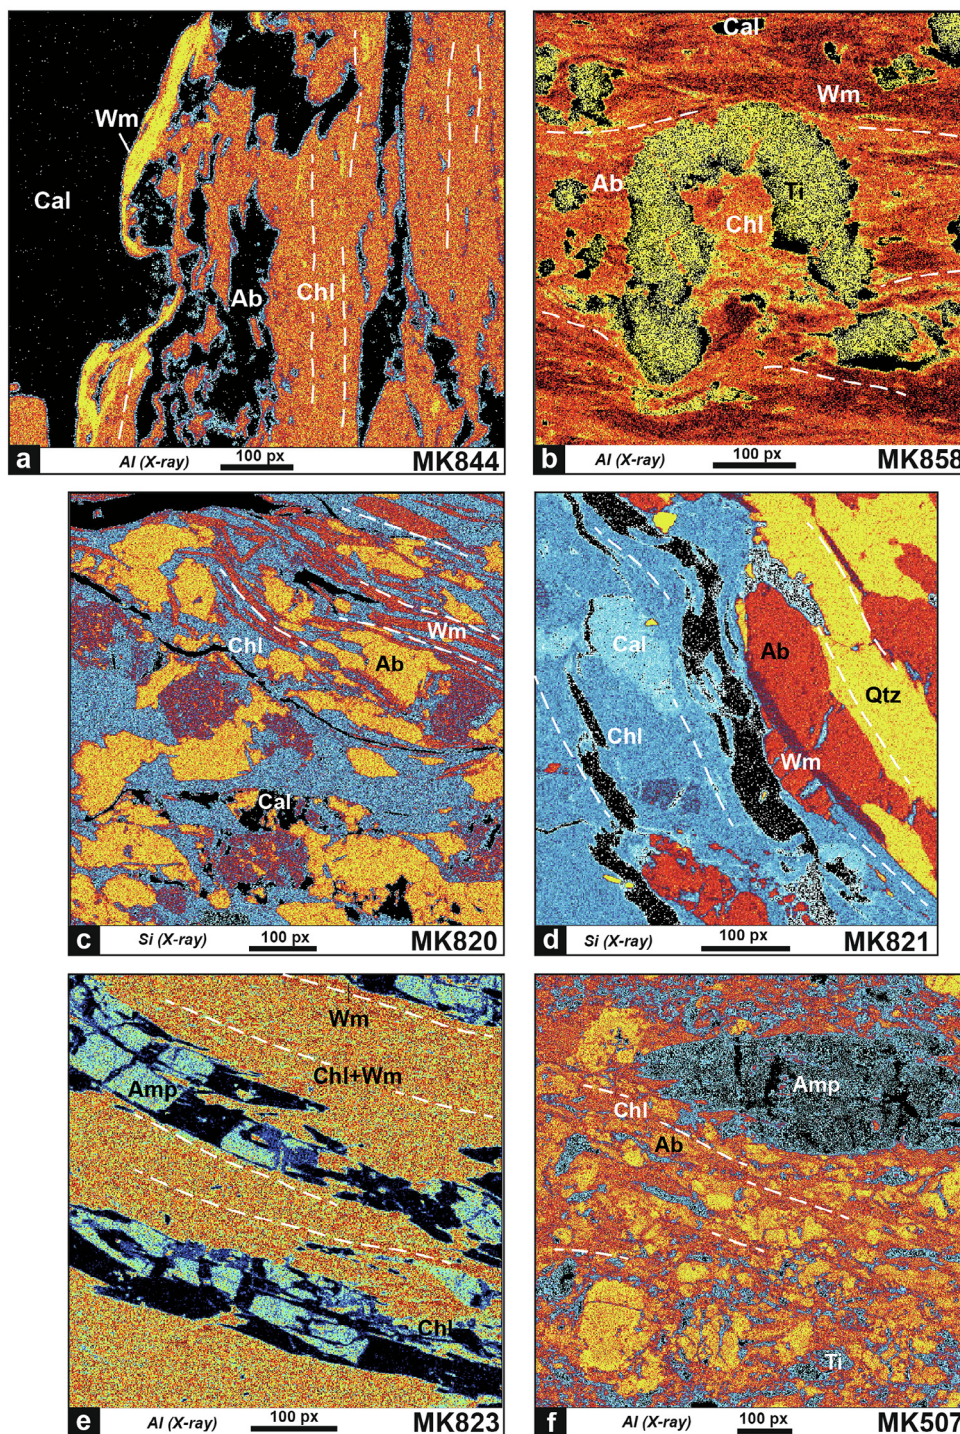 Wm
Cal
Ab
Chl
a
Al (X-ray)
100 px
MK844
Cal
Wm
Ab
Ti
Chl
b
Al (X-ray)
100 px
MK858
Chl
Wm
Ab
Cal
c
Si (X-ray)
100 px
MK820
Cal
Ab
Qtz
Chl
Wm
d
Si (X-ray)
100 px
MK821
Wm
Chl+Wm
Amp
Chl
e
Al (X-ray)
100 px
MK823
Amp
Chl
Ab
Ti
f
Al (X-ray)
100 px
MK507